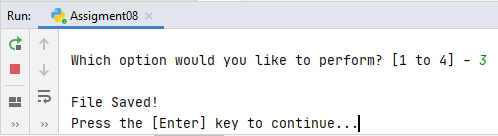 Run: Assigment08
Which option would you like to perform? [1 to 4] - 3
File Saved!
Press the [Enter] key to continue...